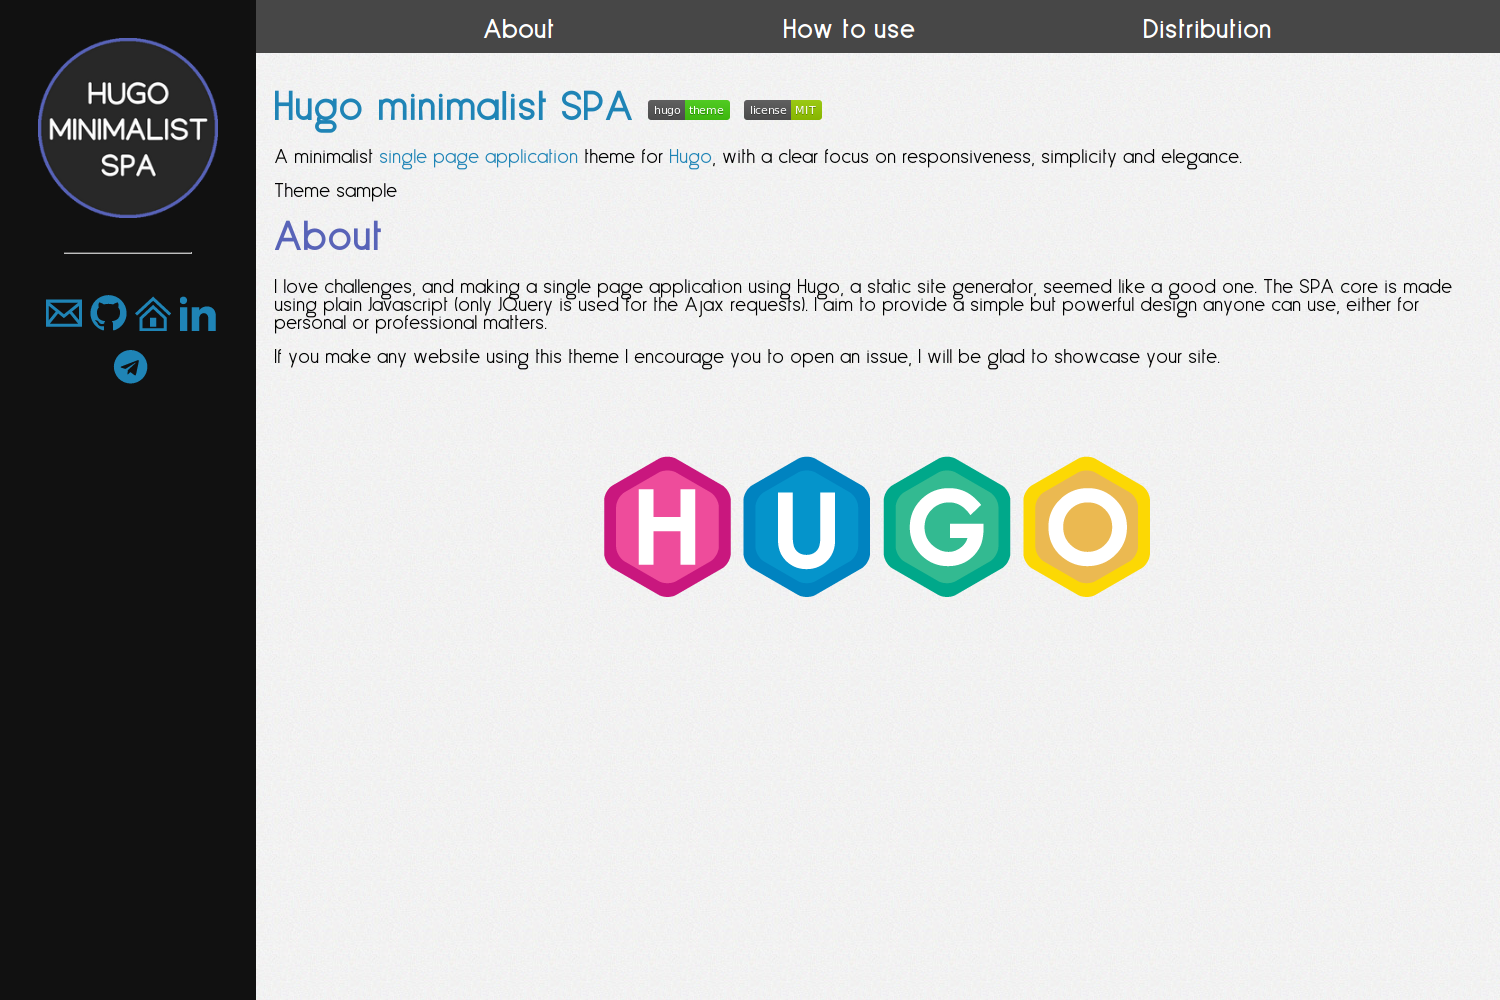 HUGO
MINIMALIST
SPA
About
How to use
Distribution
Hugo minimalist SPA
hugo theme
license MIT
A minimalist single page application theme for Hugo, with a clear focus on responsiveness, simplicity and elegance.
Theme sample
About
I love challenges, and making a single page application using Hugo, a static site generator, seemed like a good one. The SPA core is made
using plain Javascript (only JQuery is used for the Ajax requests). I aim to provide a simple but powerful design anyone can use, either for
personal or professional matters.
If you make any website using this theme I encourage you to open an issue, I will be glad to showcase your site.
in
HUGO